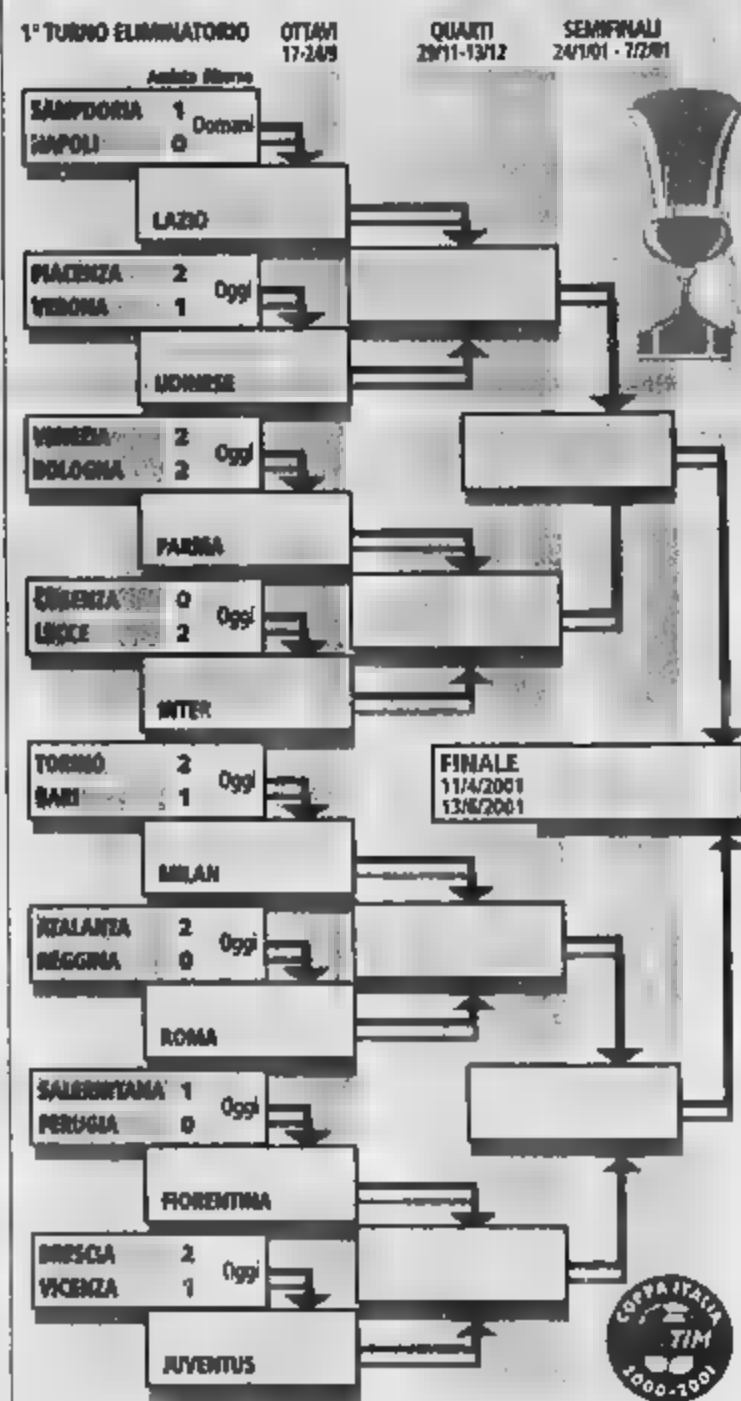 1° TURNO ELIMINATORIO OTTAVI QUARTI SEMIFINALI
17-24/9 29/11-13/12 24/1/01 - 7/2/01
Andata Ritorno
SAMPDORIA 1 Domani
NAPOLI 0
LAZIO
PIACENZA 2 Oggi
VERONA 1
UDINESE
VENEZIA 2 Oggi
BOLOGNA 2
PARMA
COSENZA 0 Oggi
LECCE 2
INTER
TORINO 2 Oggi
BARI 1
FINALE
11/4/2001
13/6/2001
MILAN
ATALANTA 2 Oggi
REGGINA 0
ROMA
SALERNITANA 1 Oggi
PERUGIA 0
FIORENTINA
BRESCIA 2 Oggi
VICENZA 1
JUVENTUS
COPPA ITALIA
TIM
2000-2001